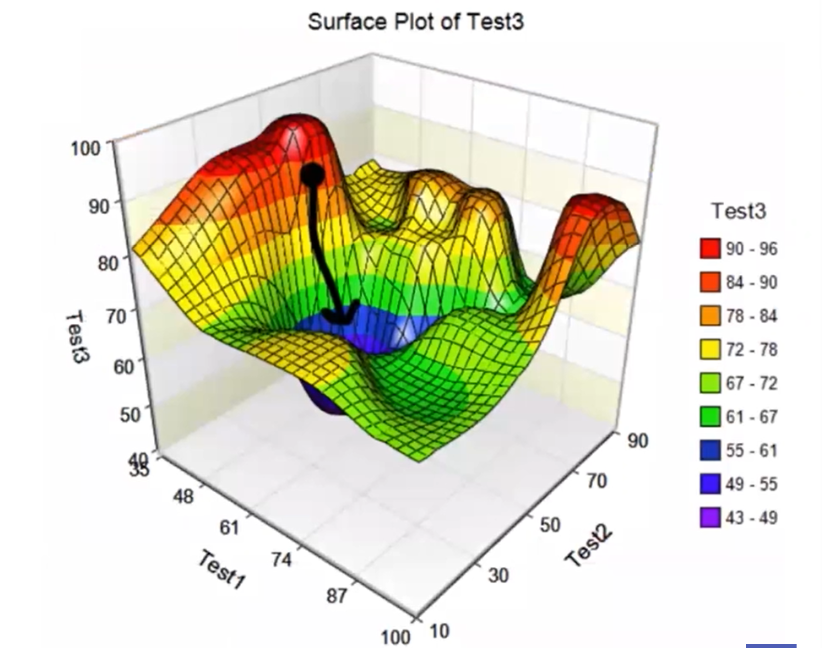 Surface Plot of Test3
100
90
80
70
60
50
40
Test3
35
48
61
74
87
100
Test1
10
30
50
70
90
Test2
Test3
90 - 96
84 - 90
78 - 84
72 - 78
67 - 72
61 - 67
55 - 61
49 - 55
43 - 49